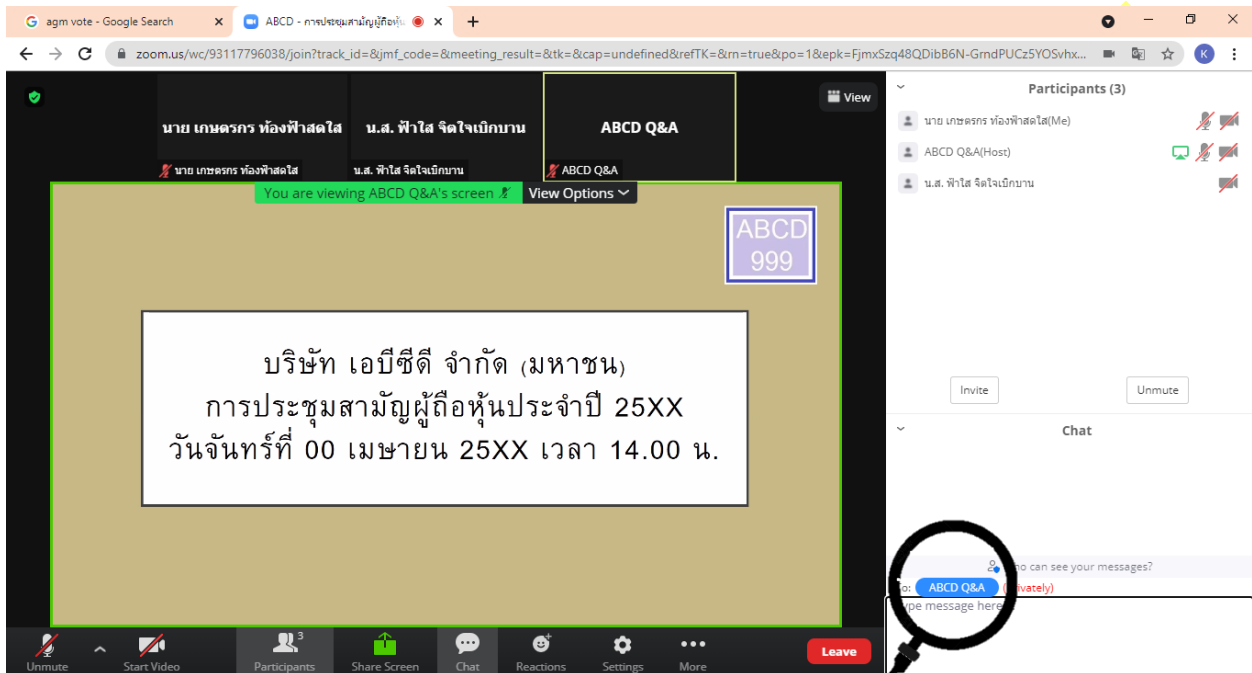 agm vote - Google Search
ABCD - การประชุมสามัญผู้ถือหุ้น
zoom.us/wc/93117796038/join?track_id=&jmf_code=&meeting_result=&tk=&cap=undefined&refTK=&rn=true&po=1&epk=FjmxSzq48QDibB6N-GrndPUCz5YOSvhx...
K
View
นาย เกษตรกร ท้องฟ้าสดใส
น.ส. ฟ้าใส จิตใจเบิกบาน
ABCD Q&A
นาย เกษตรกร ท้องฟ้าสดใส
น.ส. ฟ้าใส จิตใจเบิกบาน
ABCD Q&A
You are viewing ABCD Q&A's screen
View Options
ABCD
999
บริษัท เอบีซีดี จำกัด (มหาชน)
การประชุมสามัญผู้ถือหุ้นประจำปี 25XX
วันจันทร์ที่ 00 เมษายน 25XX เวลา 14.00 น.
Unmute
Start Video
Participants
3
Share Screen
Chat
Reactions
Settings
More
Leave
Participants (3)
นาย เกษตรกร ท้องฟ้าสดใส(Me)
ABCD Q&A(Host)
น.ส. ฟ้าใส จิตใจเบิกบาน
Invite
Unmute
Chat
can see your messages?
ABCD Q&A
message here